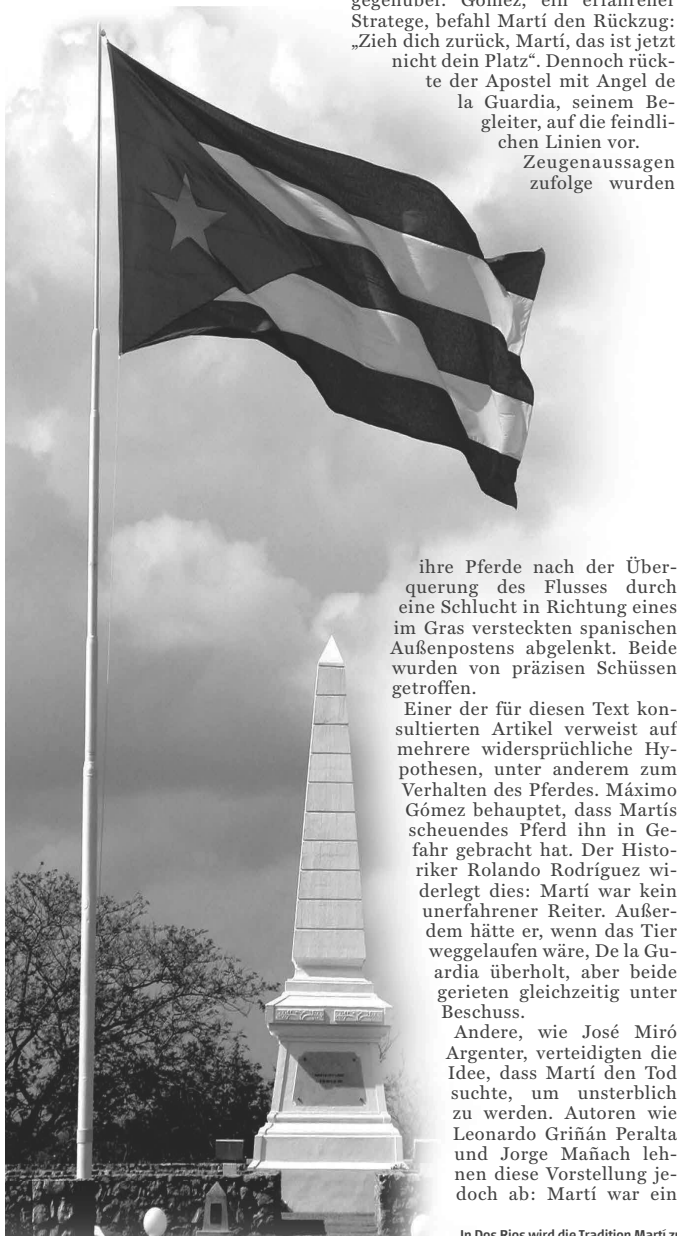 gegenüber. Gómez, ein erfahrener
Stratege, befahl Martí den Rückzug:
„Zieh dich zurück, Martí, das ist jetzt
nicht dein Platz“. Dennoch rück-
te der Apostel mit Angel de
la Guardia, seinem Be-
gleiter, auf die feindli-
chen Linien vor.
Zeugenaussagen
zufolge wurden
ihre Pferde nach der Über-
querung des Flusses durch
eine Schlucht in Richtung eines
im Gras versteckten spanischen
Außenpostens abgelenkt. Beide
wurden von präzisen Schüssen
getroffen.
Einer der für diesen Text kon-
sultierten Artikel verweist auf
mehrere widersprüchliche Hy-
pothesen, unter anderem zum
Verhalten des Pferdes. Máximo
Gómez behauptet, dass Martís
scheuendes Pferd ihn in Ge-
fahr gebracht hat. Der Histo-
riker Rolando Rodríguez wi-
derlegt dies: Martí war kein
unerfahrener Reiter. Außer-
dem hätte er, wenn das Tier
weggelaufen wäre, De la Gu-
ardia überholt, aber beide
gerieten gleichzeitig unter
Beschuss.
Andere, wie José Miró
Argenter, verteidigten die
Idee, dass Martí den Tod
suchte, um unsterblich
zu werden. Autoren wie
Leonardo Griñán Peralta
und Jorge Mañach leh-
nen diese Vorstellung je-
doch ab: Martí war ein
In Dos Rios wird die Tradition Martí